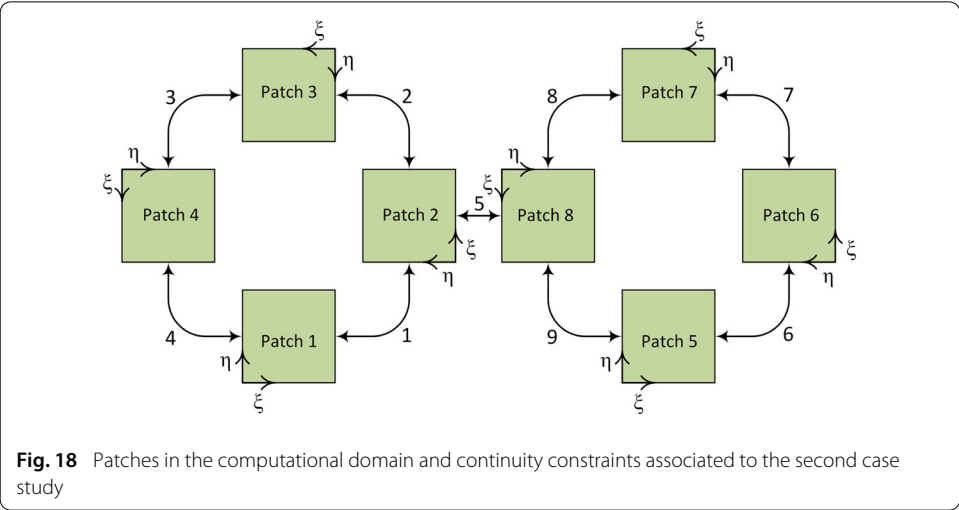 ξ
ξ
η
η
Patch 3
Patch 7
3
2
8
7
η
η
ξ
ξ
5
Patch 4
Patch 2
Patch 8
Patch 6
ξ
ξ
η
η
4
Patch 1
1
9
Patch 5
6
η
η
ξ
ξ
Fig. 18 Patches in the computational domain and continuity constraints associated to the second case
study